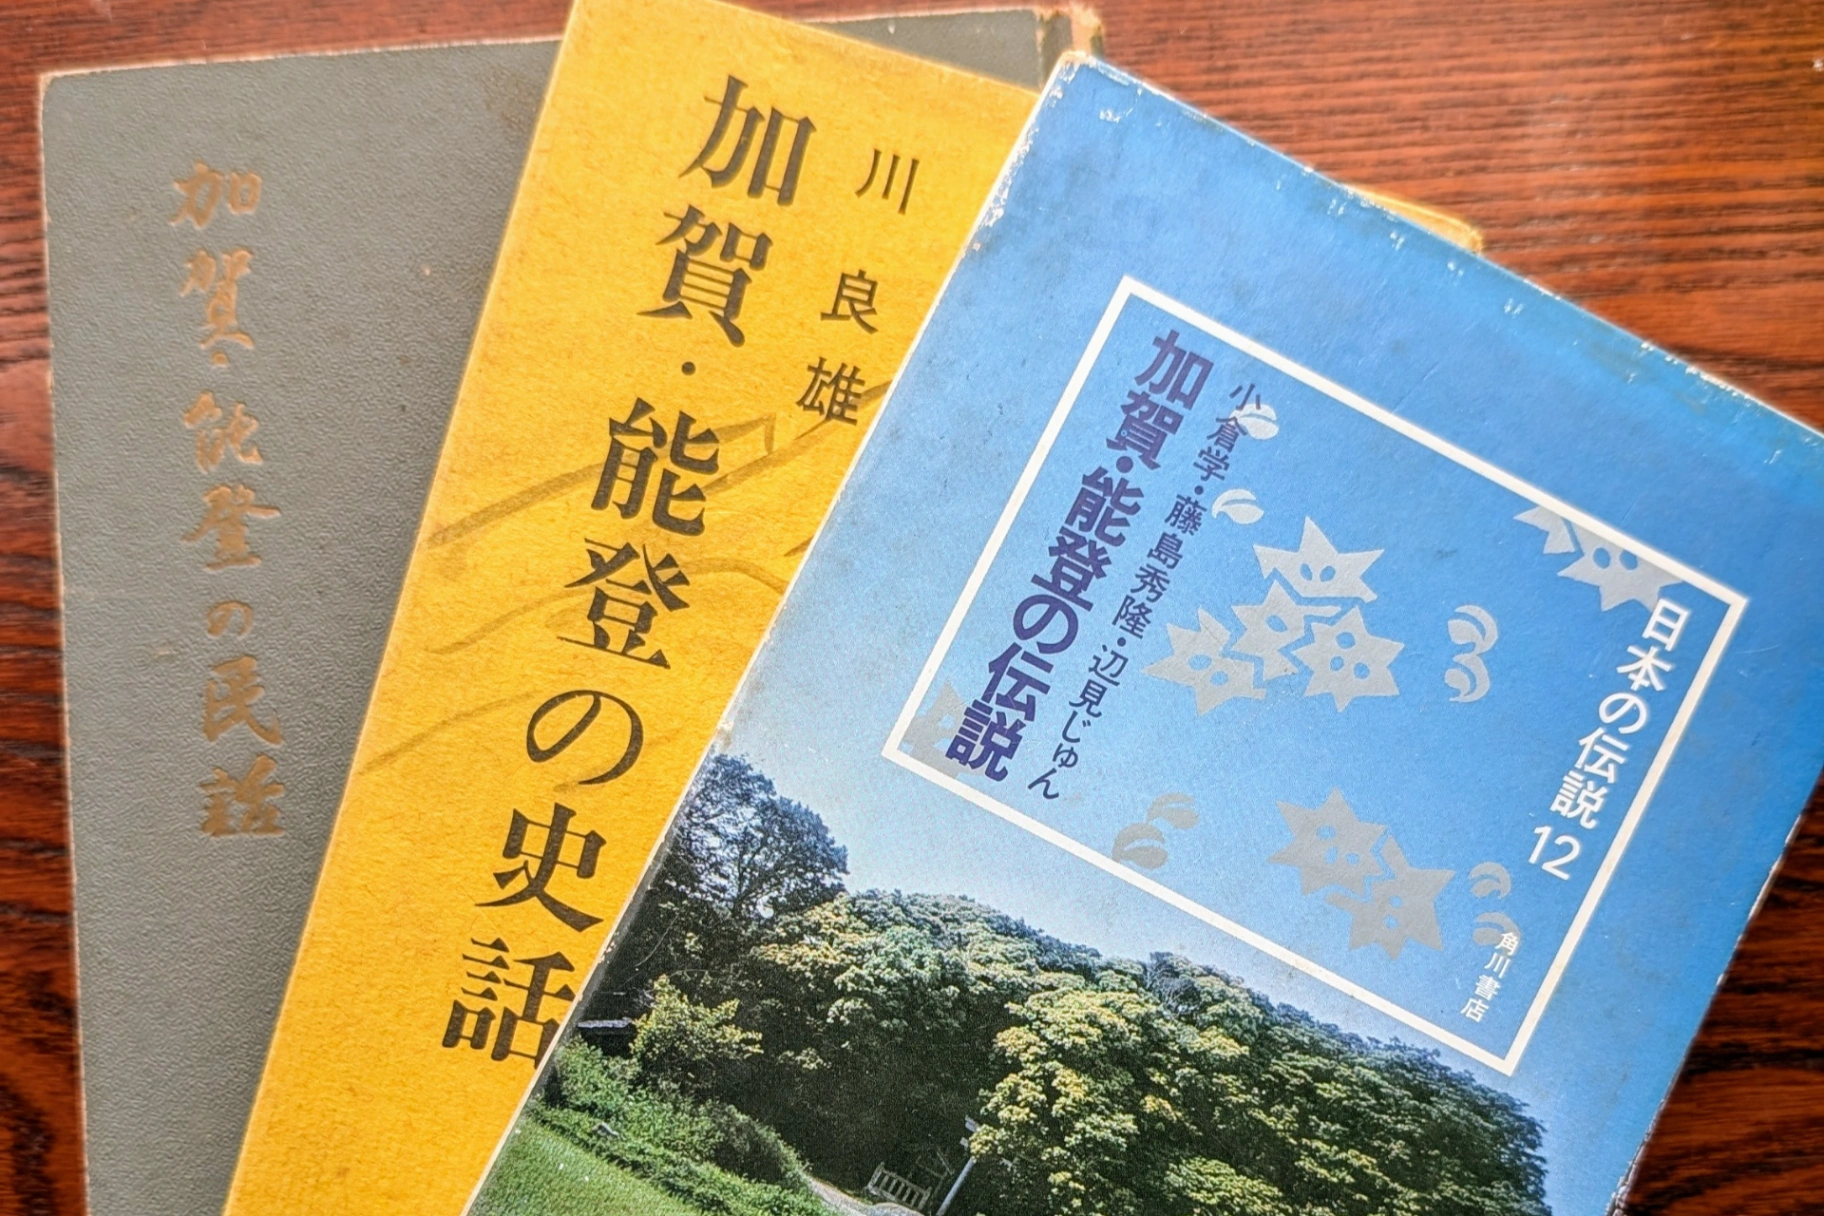 加賀・能登の民話
川良雄
加賀・能登の史話
日本の伝説12
角川書店
小倉学・藤島秀隆・辺見じゅん
加賀・能登の伝説